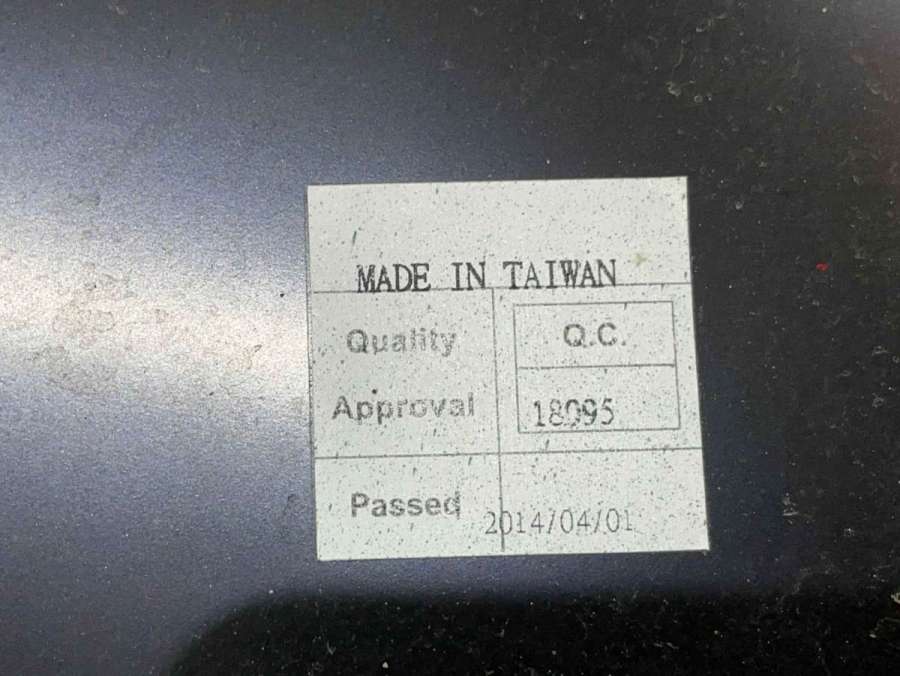 MADE IN TAIWAN
Quality
Q.C.
Approval
18095
Passed
2014/04/01